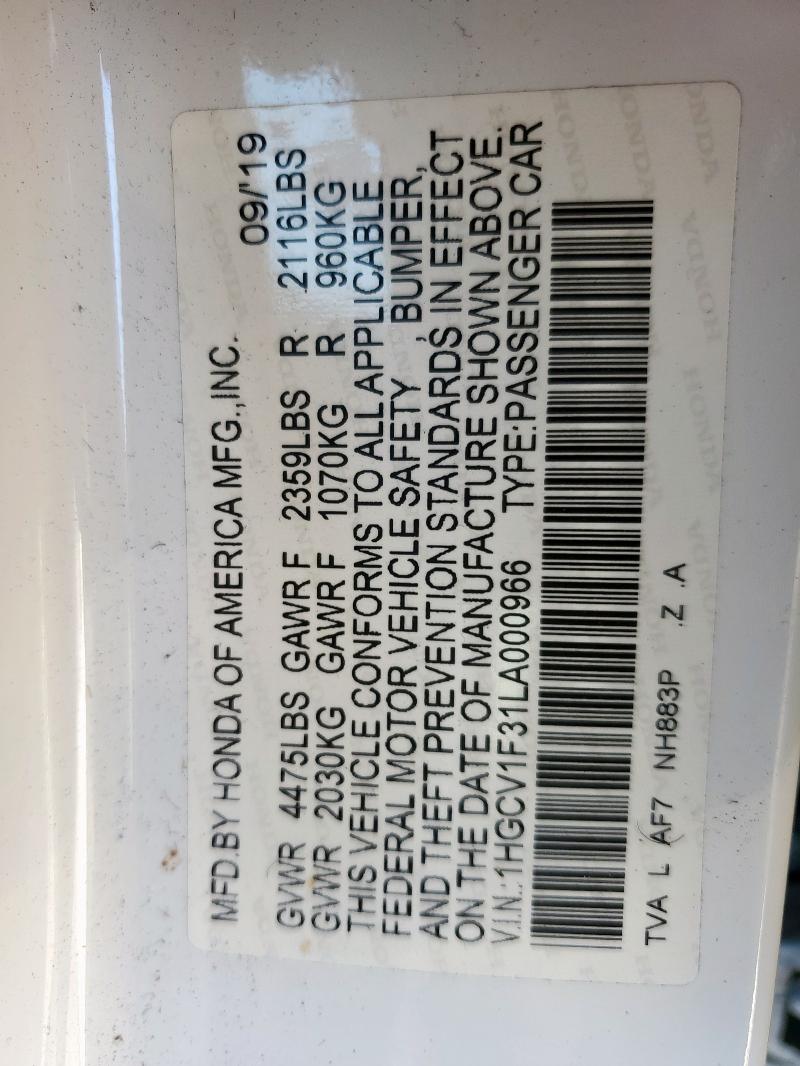 MFD.BY HONDA OF AMERICA MFG.,INC. 09/'19
GVWR 4475LBS GAWR F 2359LBS R 2116LBS
GVWR 2030KG GAWR F 1070KG R 960KG
THIS VEHICLE CONFORMS TO ALL APPLICABLE
FEDERAL MOTOR VEHICLE SAFETY , BUMPER,
AND THEFT PREVENTION STANDARDS IN EFFECT
ON THE DATE OF MANUFACTURE SHOWN ABOVE.
V.I.N.:1HGCV1F31LA000966 TYPE:PASSENGER CAR
TVA L AF7 NH883P .Z .A